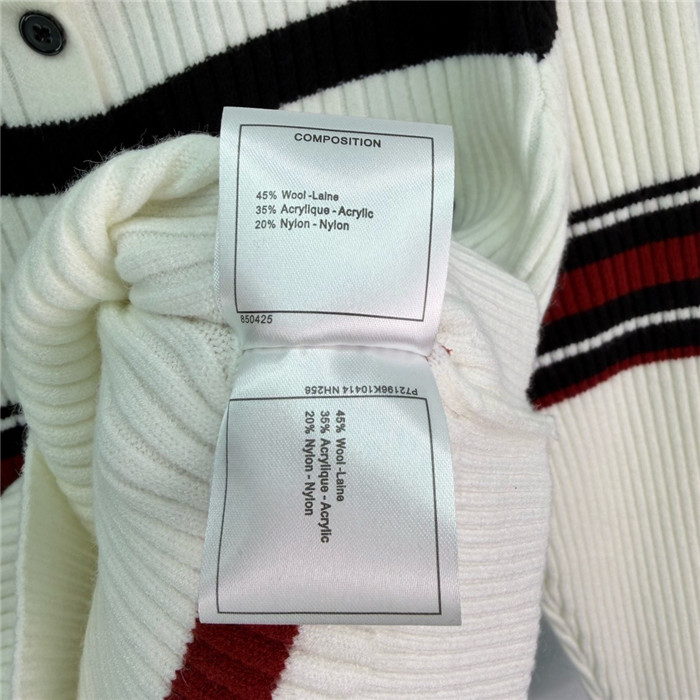 COMPOSITION
45% Wool -Laine
35% Acrylique - Acrylic
20% Nylon - Nylon
850425
P72196K10414 NH256
45% Wool -Laine
35% Acrylique - Acrylic
20% Nylon - Nylon